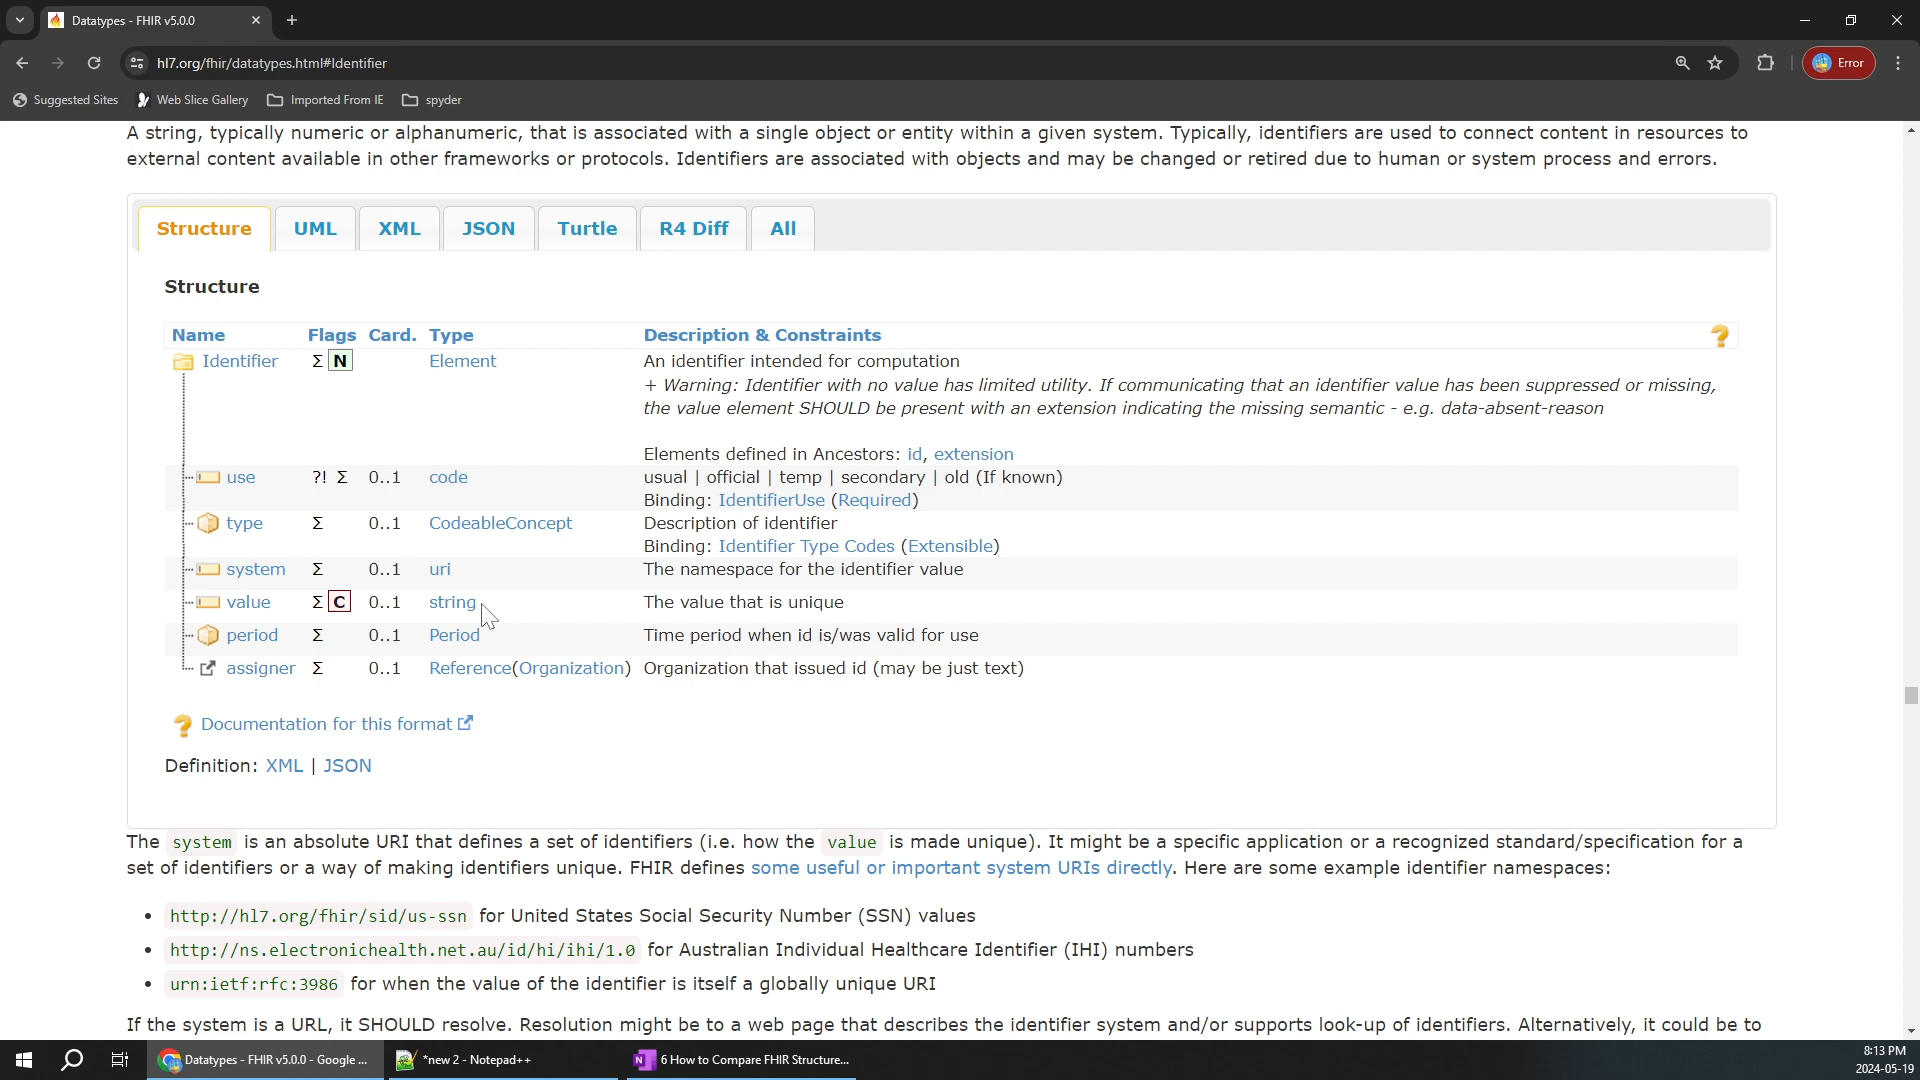 Datatypes - FHIR v5.0.0
hl7.org/fhir/datatypes.html#Identifier
Error
Suggested Sites
Web Slice Gallery
Imported From IE
spyder
A string, typically numeric or alphanumeric, that is associated with a single object or entity within a given system. Typically, identifiers are used to connect content in resources to
external content available in other frameworks or protocols. Identifiers are associated with objects and may be changed or retired due to human or system process and errors.
Structure UML XML JSON Turtle R4 Diff All
Structure
Name Flags Card. Type Description & Constraints ?
Identifier Σ N Element An identifier intended for computation
+ Warning: Identifier with no value has limited utility. If communicating that an identifier value has been suppressed or missing,
the value element SHOULD be present with an extension indicating the missing semantic - e.g. data-absent-reason
Elements defined in Ancestors: id, extension
use ?! Σ 0..1 code usual | official | temp | secondary | old (If known)
Binding: IdentifierUse (Required)
type Σ 0..1 CodeableConcept Description of identifier
Binding: Identifier Type Codes (Extensible)
system Σ 0..1 uri The namespace for the identifier value
value Σ C 0..1 string The value that is unique
period Σ 0..1 Period Time period when id is/was valid for use
assigner Σ 0..1 Reference(Organization) Organization that issued id (may be just text)
? Documentation for this format
Definition: XML | JSON
The system is an absolute URI that defines a set of identifiers (i.e. how the value is made unique). It might be a specific application or a recognized standard/specification for a
set of identifiers or a way of making identifiers unique. FHIR defines some useful or important system URIs directly. Here are some example identifier namespaces:
• http://hl7.org/fhir/sid/us-ssn for United States Social Security Number (SSN) values
• http://ns.electronichealth.net.au/id/hi/ihi/1.0 for Australian Individual Healthcare Identifier (IHI) numbers
• urn:ietf:rfc:3986 for when the value of the identifier is itself a globally unique URI
If the system is a URL, it SHOULD resolve. Resolution might be to a web page that describes the identifier system and/or supports look-up of identifiers. Alternatively, it could be to
Datatypes - FHIR v5.0.0 - Google ...
*new 2 - Notepad++
6 How to Compare FHIR Structure...
8:13 PM
2024-05-19